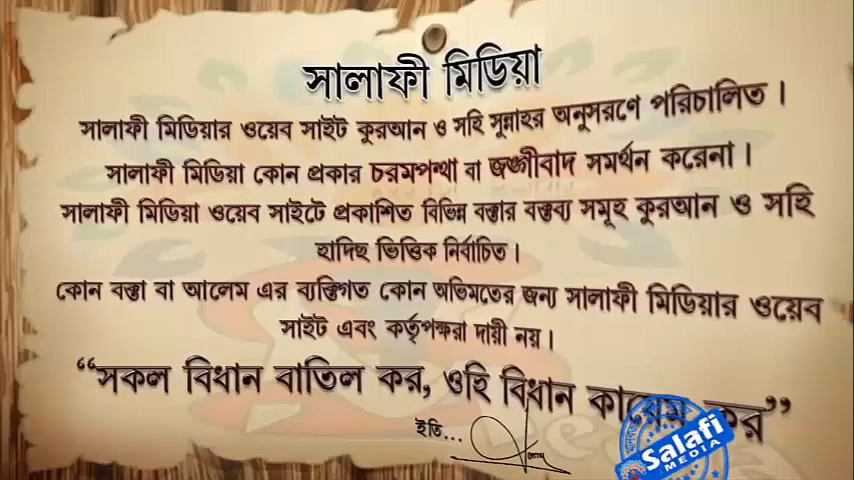 সালাফী মিডিয়া
সালাফী মিডিয়ার ওয়েব সাইট কুরআন ও সহি সুন্নাহর অনুসরণে পরিচালিত।
সালাফী মিডিয়া কোন প্রকার চরমপন্থা বা জঙ্গীবাদ সমর্থন করেনা।
সালাফী মিডিয়া ওয়েব সাইটে প্রকাশিত বিভিন্ন বক্তার বক্তব্য সমূহ কুরআন ও সহি
হাদিছ ভিত্তিক নির্বাচিত।
কোন বক্তা বা আলেম এর ব্যক্তিগত কোন অভিমতের জন্য সালাফী মিডিয়ার ওয়েব
সাইট এবং কর্তৃপক্ষরা দায়ী নয়।
“সকল বিধান বাতিল কর, ওহি বিধান কায়েম কর”
ইতি...
Salafi
MEDIA